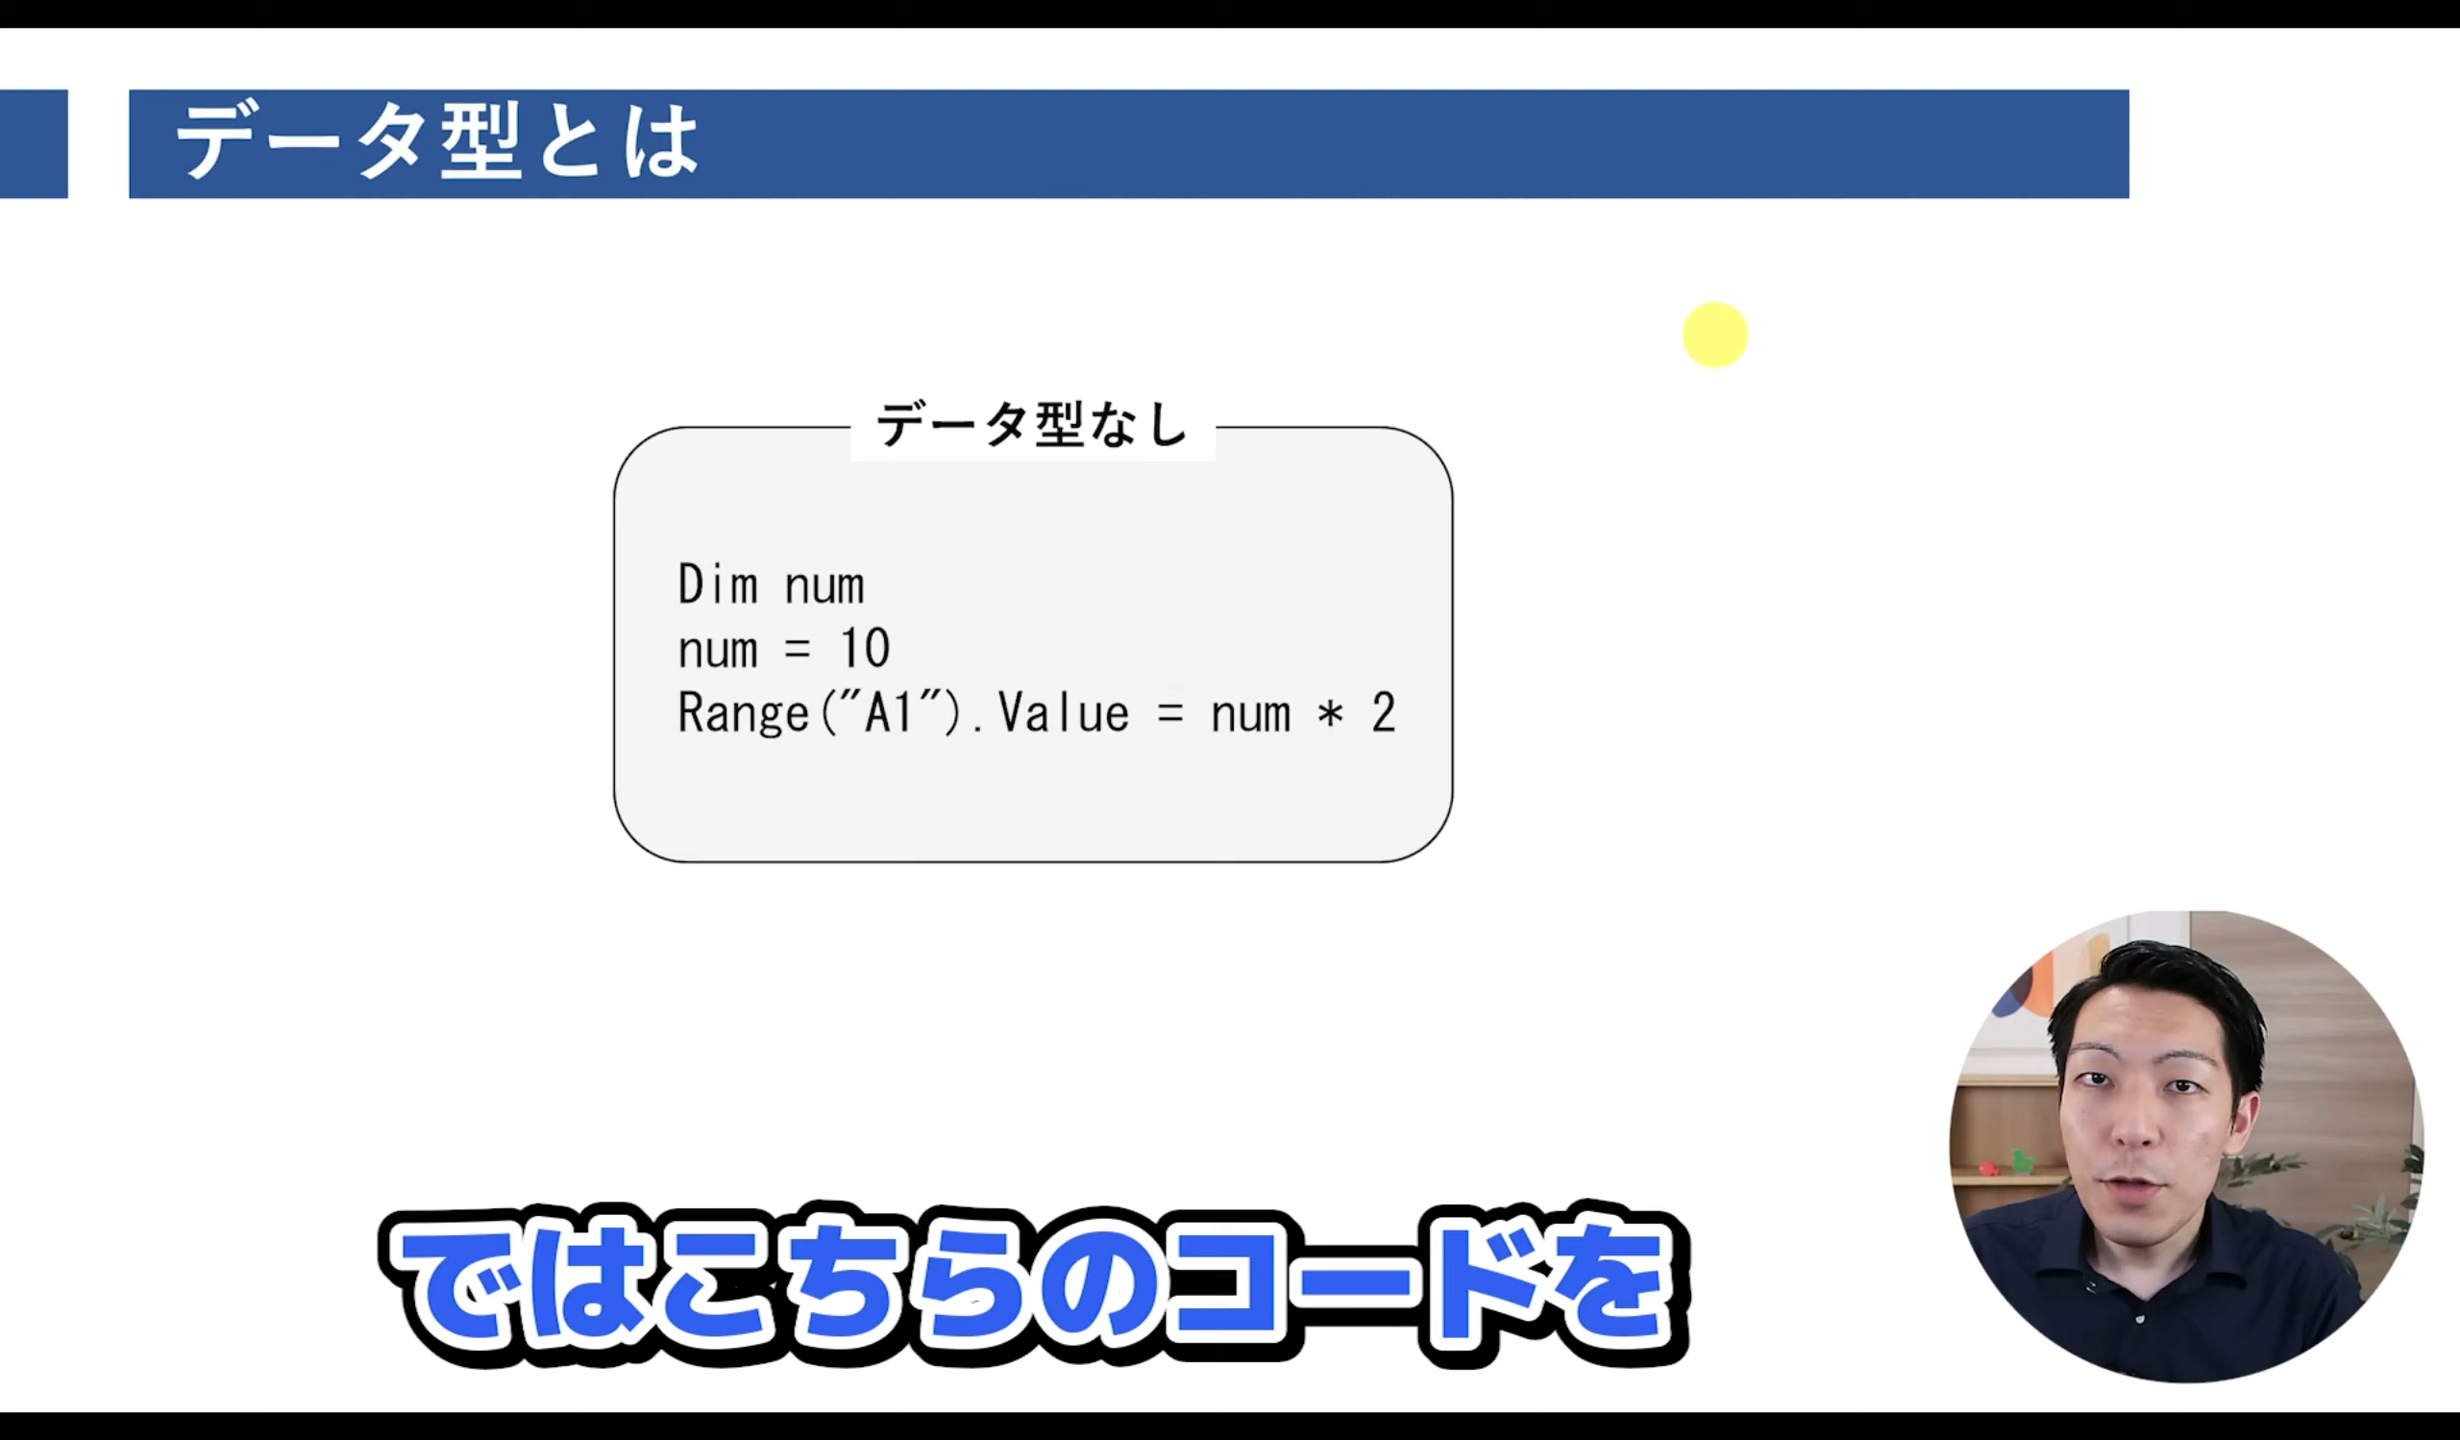 データ型とは
データ型なし
Dim num
num = 10
Range("A1").Value = num * 2
ではこちらのコードを